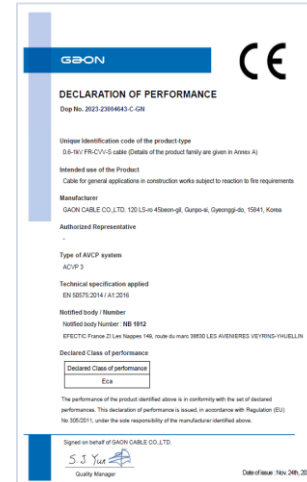 GAON
CE
DECLARATION OF PERFORMANCE
Dop No. 2023-23004643-C-GN
Unique Identification code of the product-type
0.6-1kV FR-CVV-S cable (Details of the product family are given in Annex A)
Intended use of the Product
Cable for general applications in construction works subject to reaction to fire requirements
Manufacturer
GAON CABLE CO.,LTD. 120 LS-ro 45beon-gil, Gunpo-si, Gyeonggi-do, 15841, Korea
Authorized Representative
-
Type of AVCP system
ACVP 3
Technical specification applied
EN 50575:2014 / A1:2016
Notified body / Number
Notified body Number : NB 1812
EFECTIC France ZI Les Nappes 149, route du marc 38630 LES AVENIERES VEYRINS-THUELLIN
Declared Class of performance
Declared Class of performance
Eca
The performance of the product identified above is in conformity with the set of declared
performances. This declaration of performance is issued, in accordance with Regulation (EU)
No 305/2011, under the sole responsibility of the manufacturer identified above.
Signed on behalf of GAON CABLE CO.,LTD.
S. J. Yun
Quality Manager
Date of issue : Nov 24th, 20